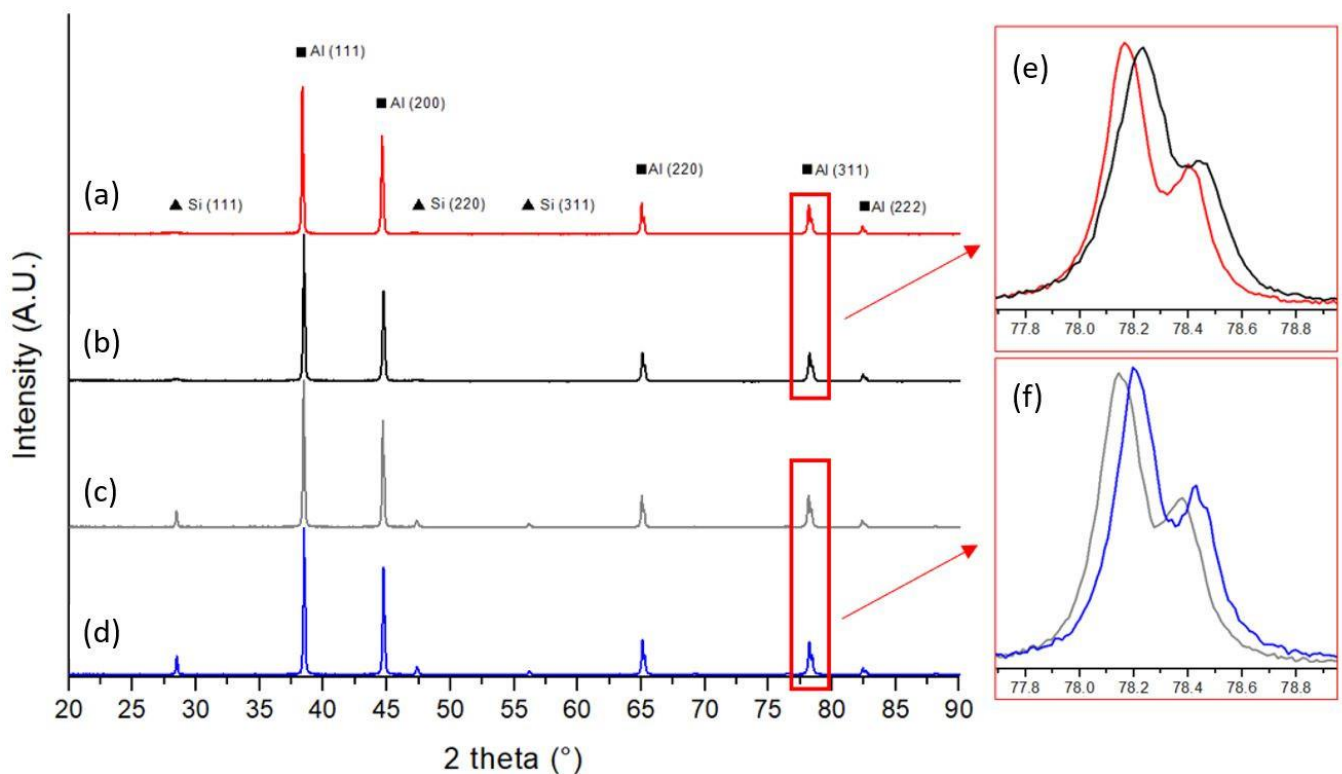 ■ Al (111)
■ Al (200)
■ Al (220)
■ Al (311)
(a)
▲ Si (111)
▲ Si (220)
▲ Si (311)
■ Al (222)
(b)
(c)
(d)
Intensity (A.U.)
20 25 30 35 40 45 50 55 60 65 70 75 80 85 90
2 theta (°)
(e)
77.8 78.0 78.2 78.4 78.6 78.8
(f)
77.8 78.0 78.2 78.4 78.6 78.8